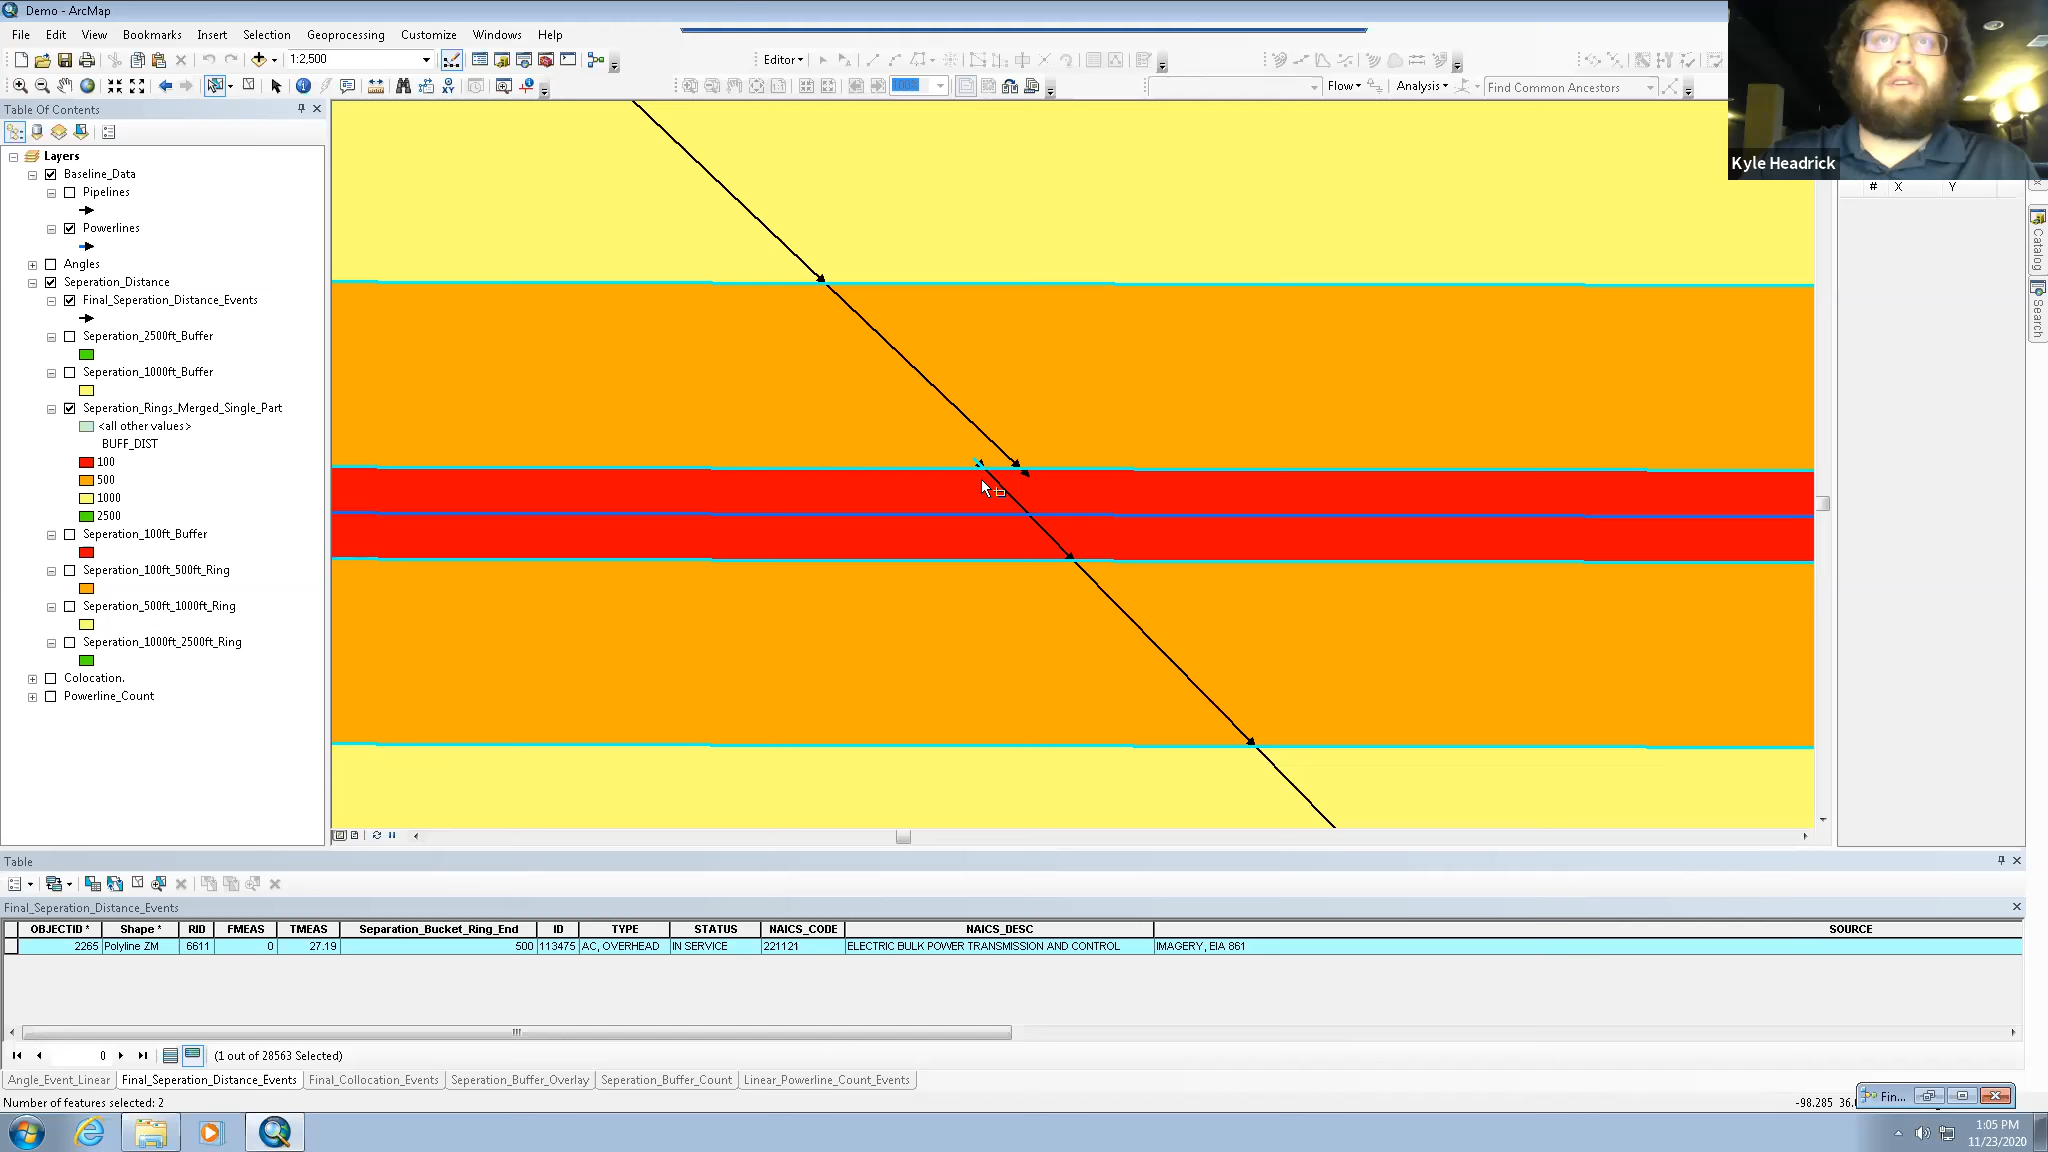 Demo - ArcMap
File Edit View Bookmarks Insert Selection Geoprocessing Customize Windows Help
1:2,500
Editor
100%
Flow
Analysis
Find Common Ancestors
Table Of Contents
Layers
Baseline_Data
Pipelines
Powerlines
Angles
Seperation_Distance
Final_Seperation_Distance_Events
Seperation_2500ft_Buffer
Seperation_1000ft_Buffer
Seperation_Rings_Merged_Single_Part
<all other values>
BUFF_DIST
100
500
1000
2500
Seperation_100ft_Buffer
Seperation_100ft_500ft_Ring
Seperation_500ft_1000ft_Ring
Seperation_1000ft_2500ft_Ring
Colocation.
Powerline_Count
Kyle Headrick
# X Y
Catalog
Search
Table
Final_Seperation_Distance_Events
OBJECTID * Shape * RID FMEAS TMEAS Separation_Bucket_Ring_End ID TYPE STATUS NAICS_CODE NAICS_DESC SOURCE
2265 Polyline ZM 6611 0 27.19 500 113475 AC, OVERHEAD IN SERVICE 221121 ELECTRIC BULK POWER TRANSMISSION AND CONTROL IMAGERY, EIA 861
0 (1 out of 28563 Selected)
Angle_Event_Linear Final_Seperation_Distance_Events Final_Collocation_Events Seperation_Buffer_Overlay Seperation_Buffer_Count Linear_Powerline_Count_Events
Number of features selected: 2
-98.285 36.
Fin...
1:05 PM
11/23/2020